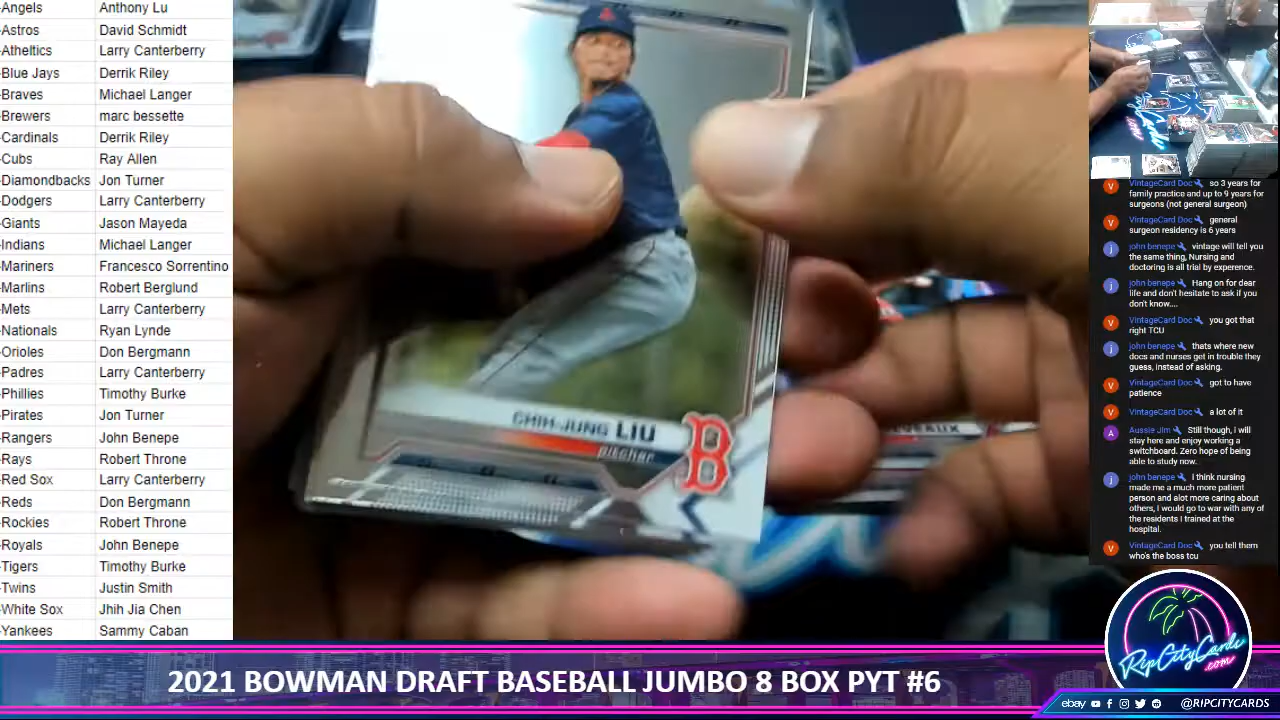 -Angels Anthony Lu
-Astros David Schmidt
-Atheltics Larry Canterberry
-Blue Jays Derrik Riley
-Braves Michael Langer
-Brewers marc bessette
-Cardinals Derrik Riley
-Cubs Ray Allen
-Diamondbacks Jon Turner
-Dodgers Larry Canterberry
-Giants Jason Mayeda
-Indians Michael Langer
-Mariners Francesco Sorrentino
-Marlins Robert Berglund
-Mets Larry Canterberry
-Nationals Ryan Lynde
-Orioles Don Bergmann
-Padres Larry Canterberry
-Phillies Timothy Burke
-Pirates Jon Turner
-Rangers John Benepe
-Rays Robert Throne
-Red Sox Larry Canterberry
-Reds Don Bergmann
-Rockies Robert Throne
-Royals John Benepe
-Tigers Timothy Burke
-Twins Justin Smith
-White Sox Jhih Jia Chen
-Yankees Sammy Caban
CHIH-JUNG LIU
pitcher
B
V VintageCard Doc so 3 years for
family practice and up to 9 years for
surgeons (not general surgeon)
V VintageCard Doc general
surgeon residency is 6 years
j john benepe vintage will tell you
the same thing, Nursing and
doctoring is all trial by experence.
j john benepe Hang on for dear
life and don't hesitate to ask if you
don't know....
V VintageCard Doc you got that
right TCU
j john benepe thats where new
docs and nurses get in trouble they
guess, instead of asking.
V VintageCard Doc got to have
patience
V VintageCard Doc a lot of it
A Aussie Jim Still though, I will
stay here and enjoy working a
switchboard. Zero hope of being
able to study now.
j john benepe I think nursing
made me a much more patient
person and alot more caring about
others, I would go to war with any of
the residents I trained at the
hospital.
V VintageCard Doc you tell them
who's the boss tcu
RipCityCards
.com
2021 BOWMAN DRAFT BASEBALL JUMBO 8 BOX PYT #6
ebay @RIPCITYCARDS